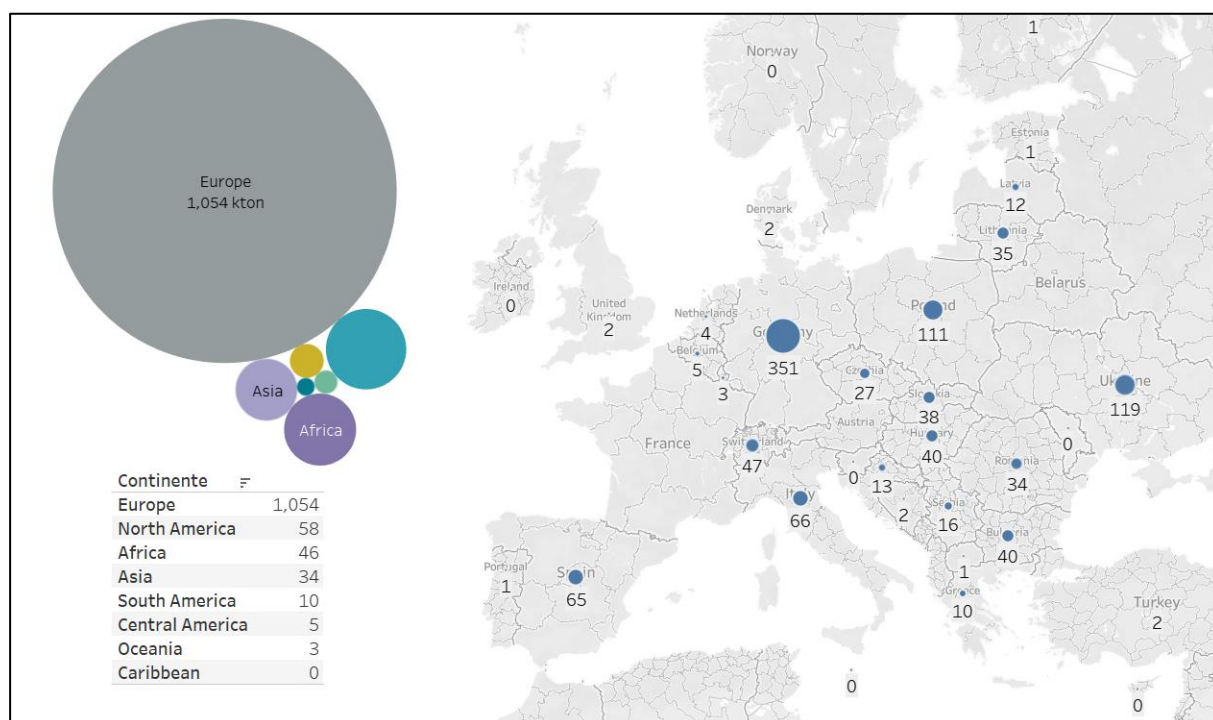 Europe
1,054 kton
Asia
Africa
Continente
Europe 1,054
North America 58
Africa 46
Asia 34
South America 10
Central America 5
Oceania 3
Caribbean 0
1
Norway
0
Estonia
1
Latvia
12
Denmark
2
Lithuania
35
Belarus
Ireland
0
United
Kingdom
2
Netherlands
4
Belgium
5
3
Germany
351
Poland
111
Ukraine
119
Czechia
27
Slovakia
38
Austria
Hungary
40
France
Switzerland
47
0
13
Romania
34
0
Italy
66
2
Serbia
16
Bulgaria
40
Portugal
1
Spain
65
1
Greece
10
Turkey
2
0
0